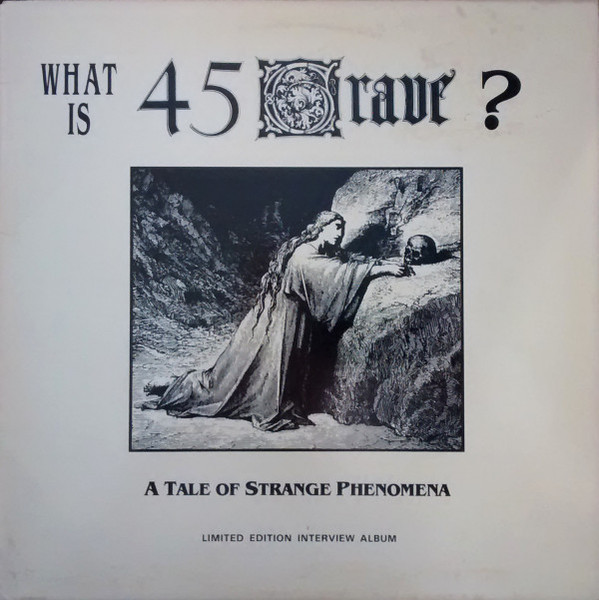 WHAT IS 45 Grave ?
A TALE OF STRANGE PHENOMENA
LIMITED EDITION INTERVIEW ALBUM